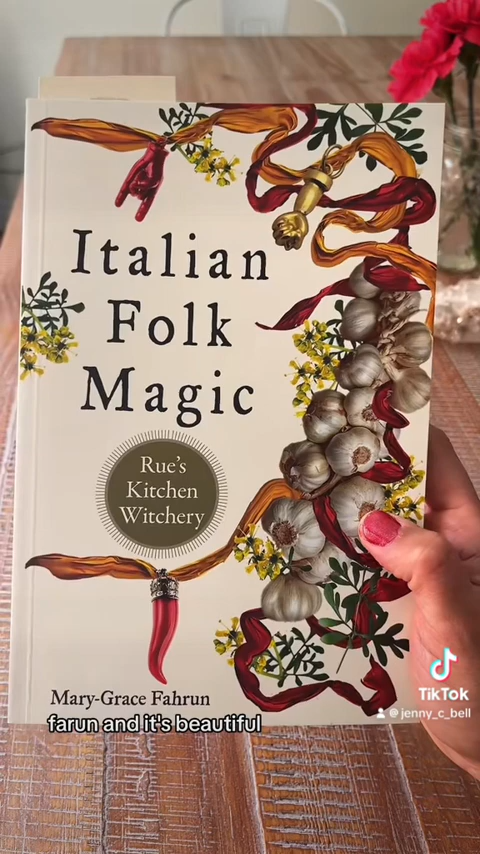 Italian
Folk
Magic
Rue's
Kitchen
Witchery
Mary-Grace Fahrun
farun and it's beautiful
TikTok
@jenny_c_bell